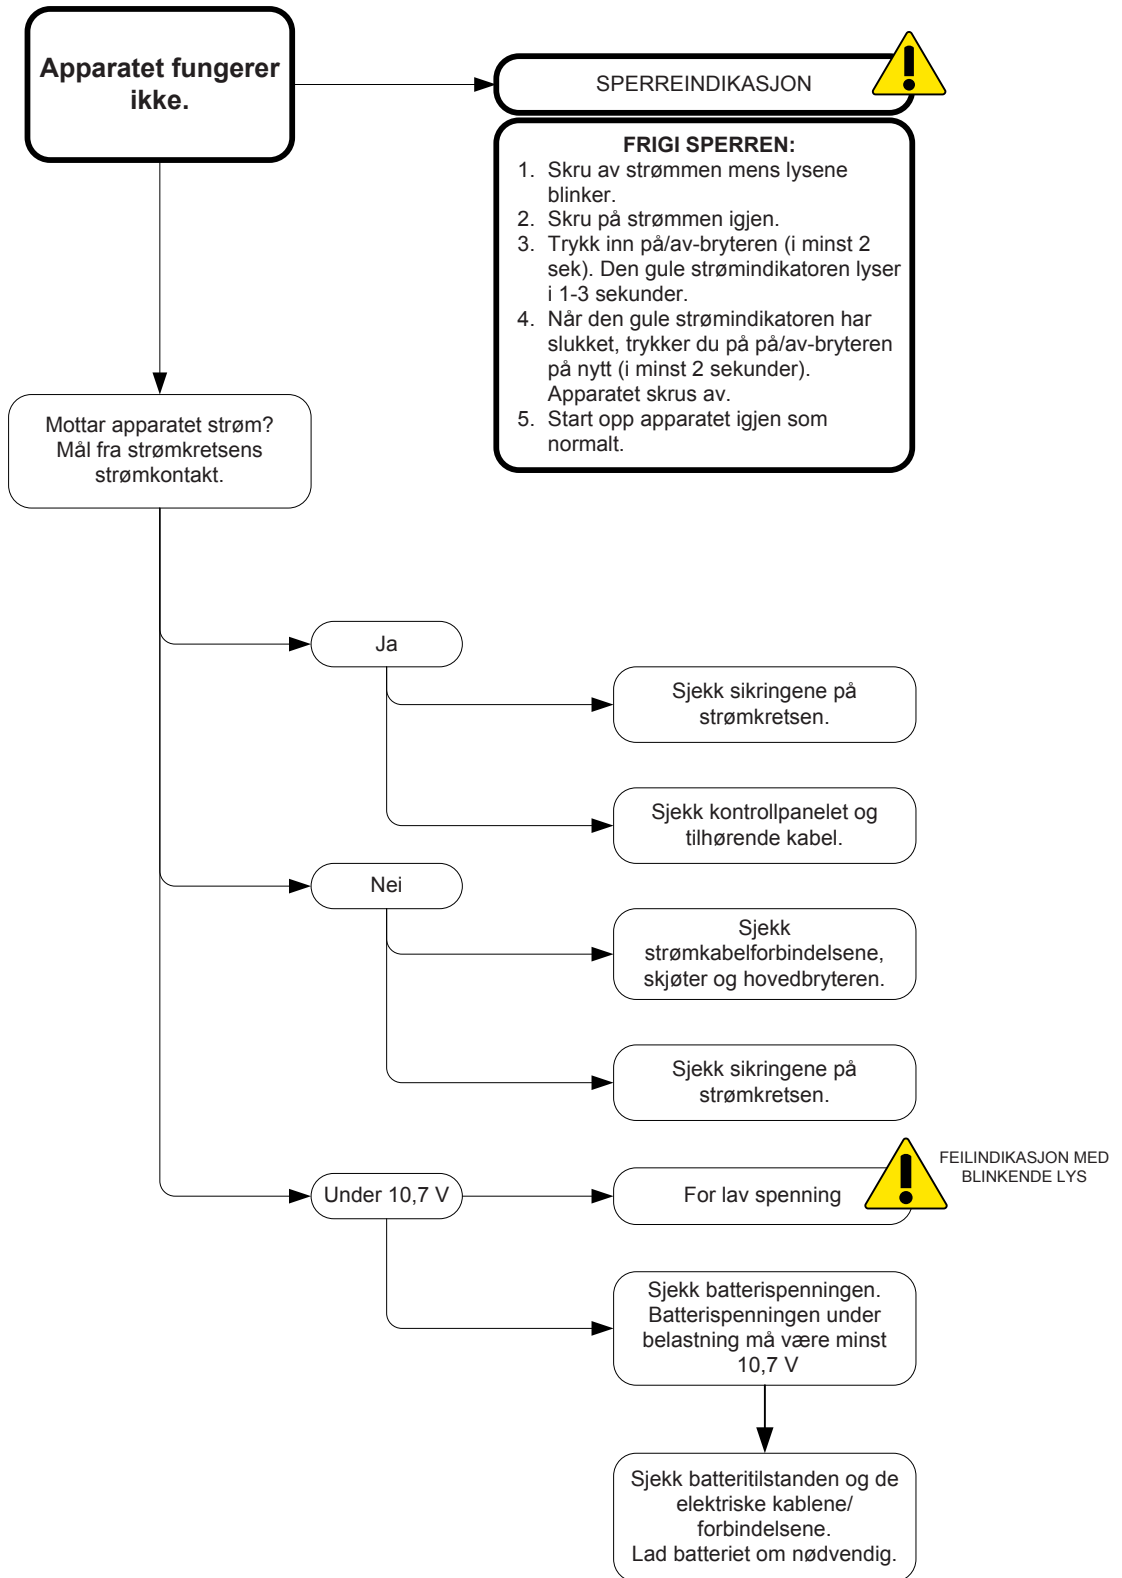 Apparatet fungerer
ikke.
SPERREINDIKASJON
FRIGI SPERREN:
1. Skru av strømmen mens lysene
blinker.
2. Skru på strømmen igjen.
3. Trykk inn på/av-bryteren (i minst 2
sek). Den gule strømindikatoren lyser
i 1-3 sekunder.
4. Når den gule strømindikatoren har
slukket, trykker du på på/av-bryteren
på nytt (i minst 2 sekunder).
Apparatet skrus av.
5. Start opp apparatet igjen som
normalt.
Mottar apparatet strøm?
Mål fra strømkretsens
strømkontakt.
Ja
Sjekk sikringene på
strømkretsen.
Sjekk kontrollpanelet og
tilhørende kabel.
Nei
Sjekk
strømkabelforbindelsene,
skjøter og hovedbryteren.
Sjekk sikringene på
strømkretsen.
Under 10,7 V
For lav spenning
FEILINDIKASJON MED
BLINKENDE LYS
Sjekk batterispenningen.
Batterispenningen under
belastning må være minst
10,7 V
Sjekk batteritilstanden og de
elektriske kablene/
forbindelsene.
Lad batteriet om nødvendig.